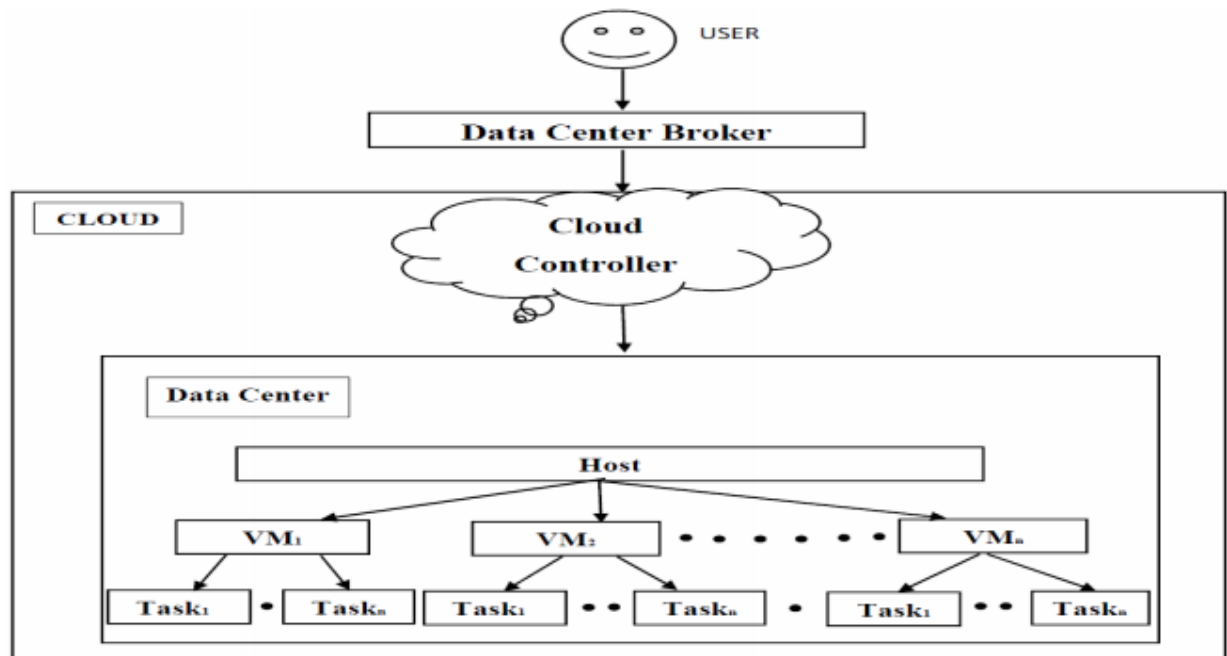 USER
Data Center Broker
CLOUD
Cloud
Controller
Data Center
Host
VM₁
VM₂
VMₙ
Task₁
Taskₙ
Task₁
Taskₙ
Task₁
Taskₙ